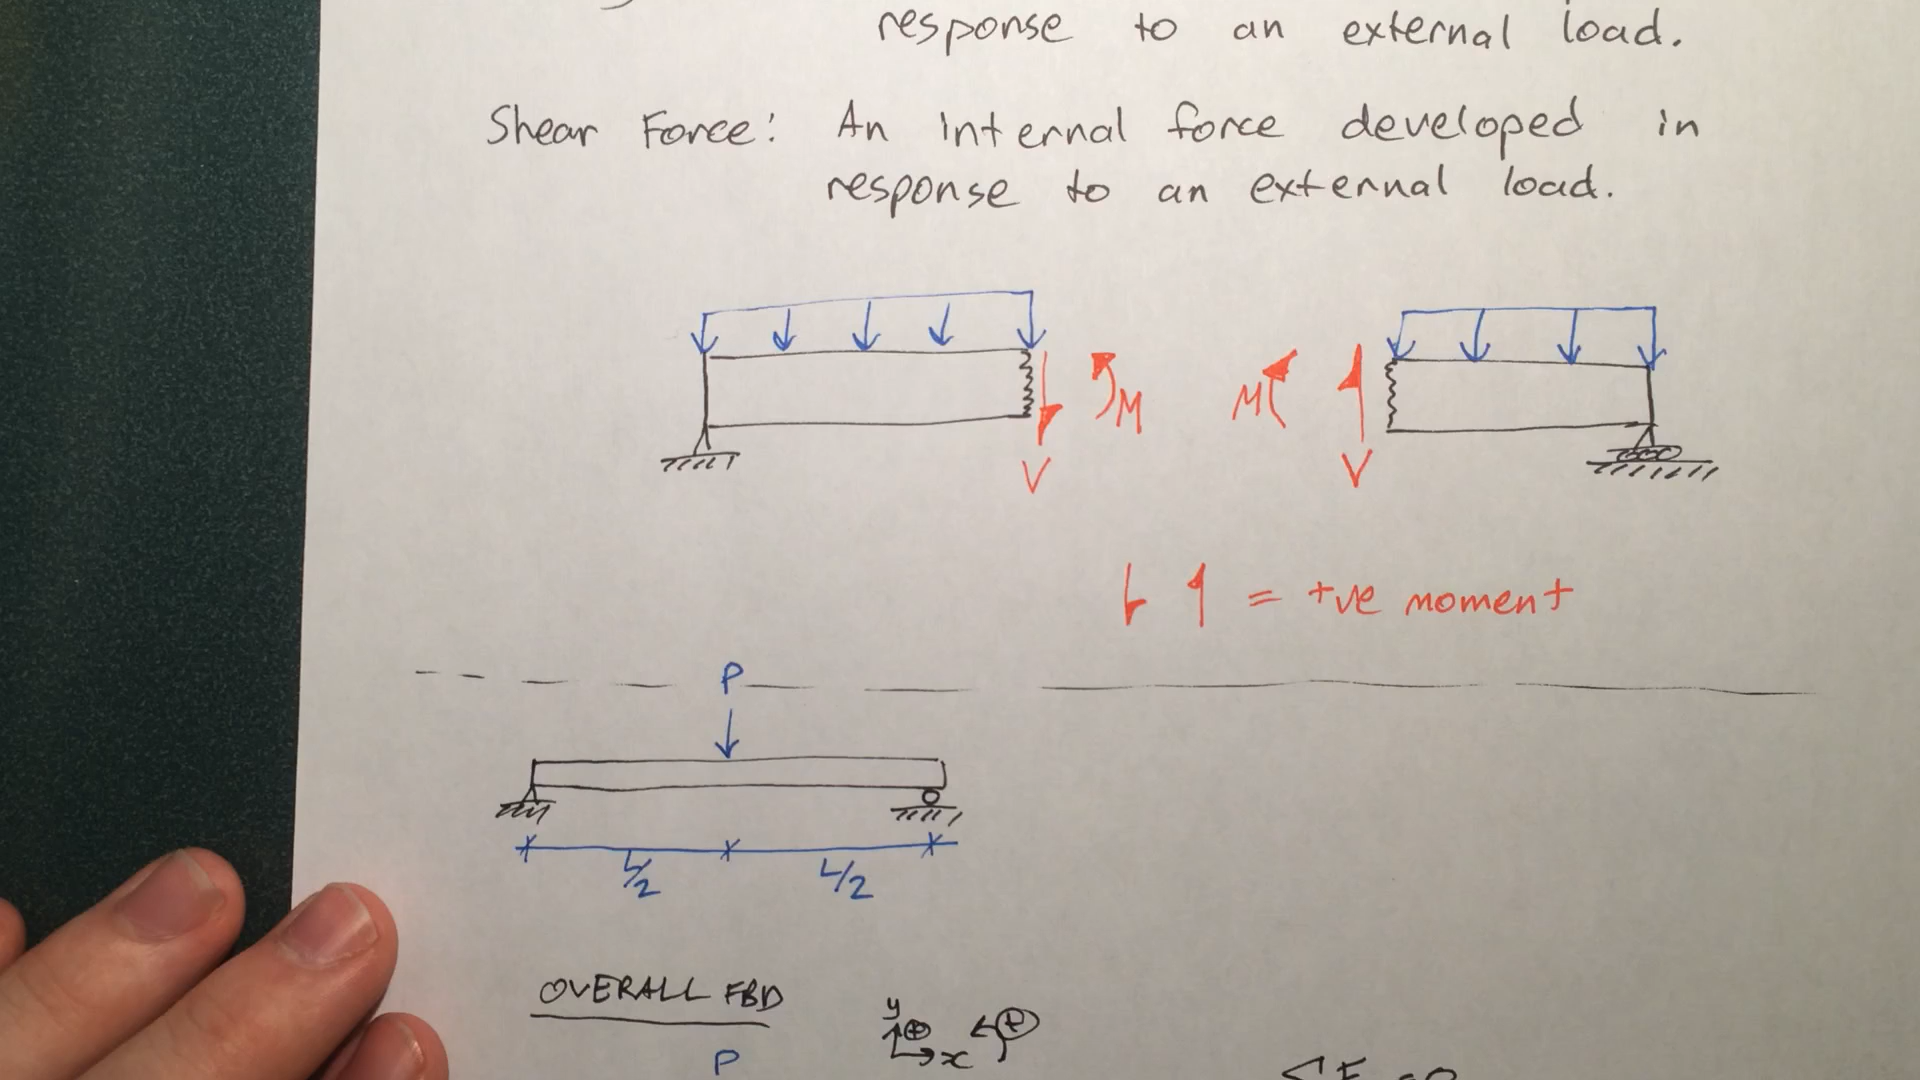 response to an external load.
Shear Force: An internal force developed in
response to an external load.
M M
V V
= +ve moment
P
L/2 L/2
OVERALL FBD
y
x
P